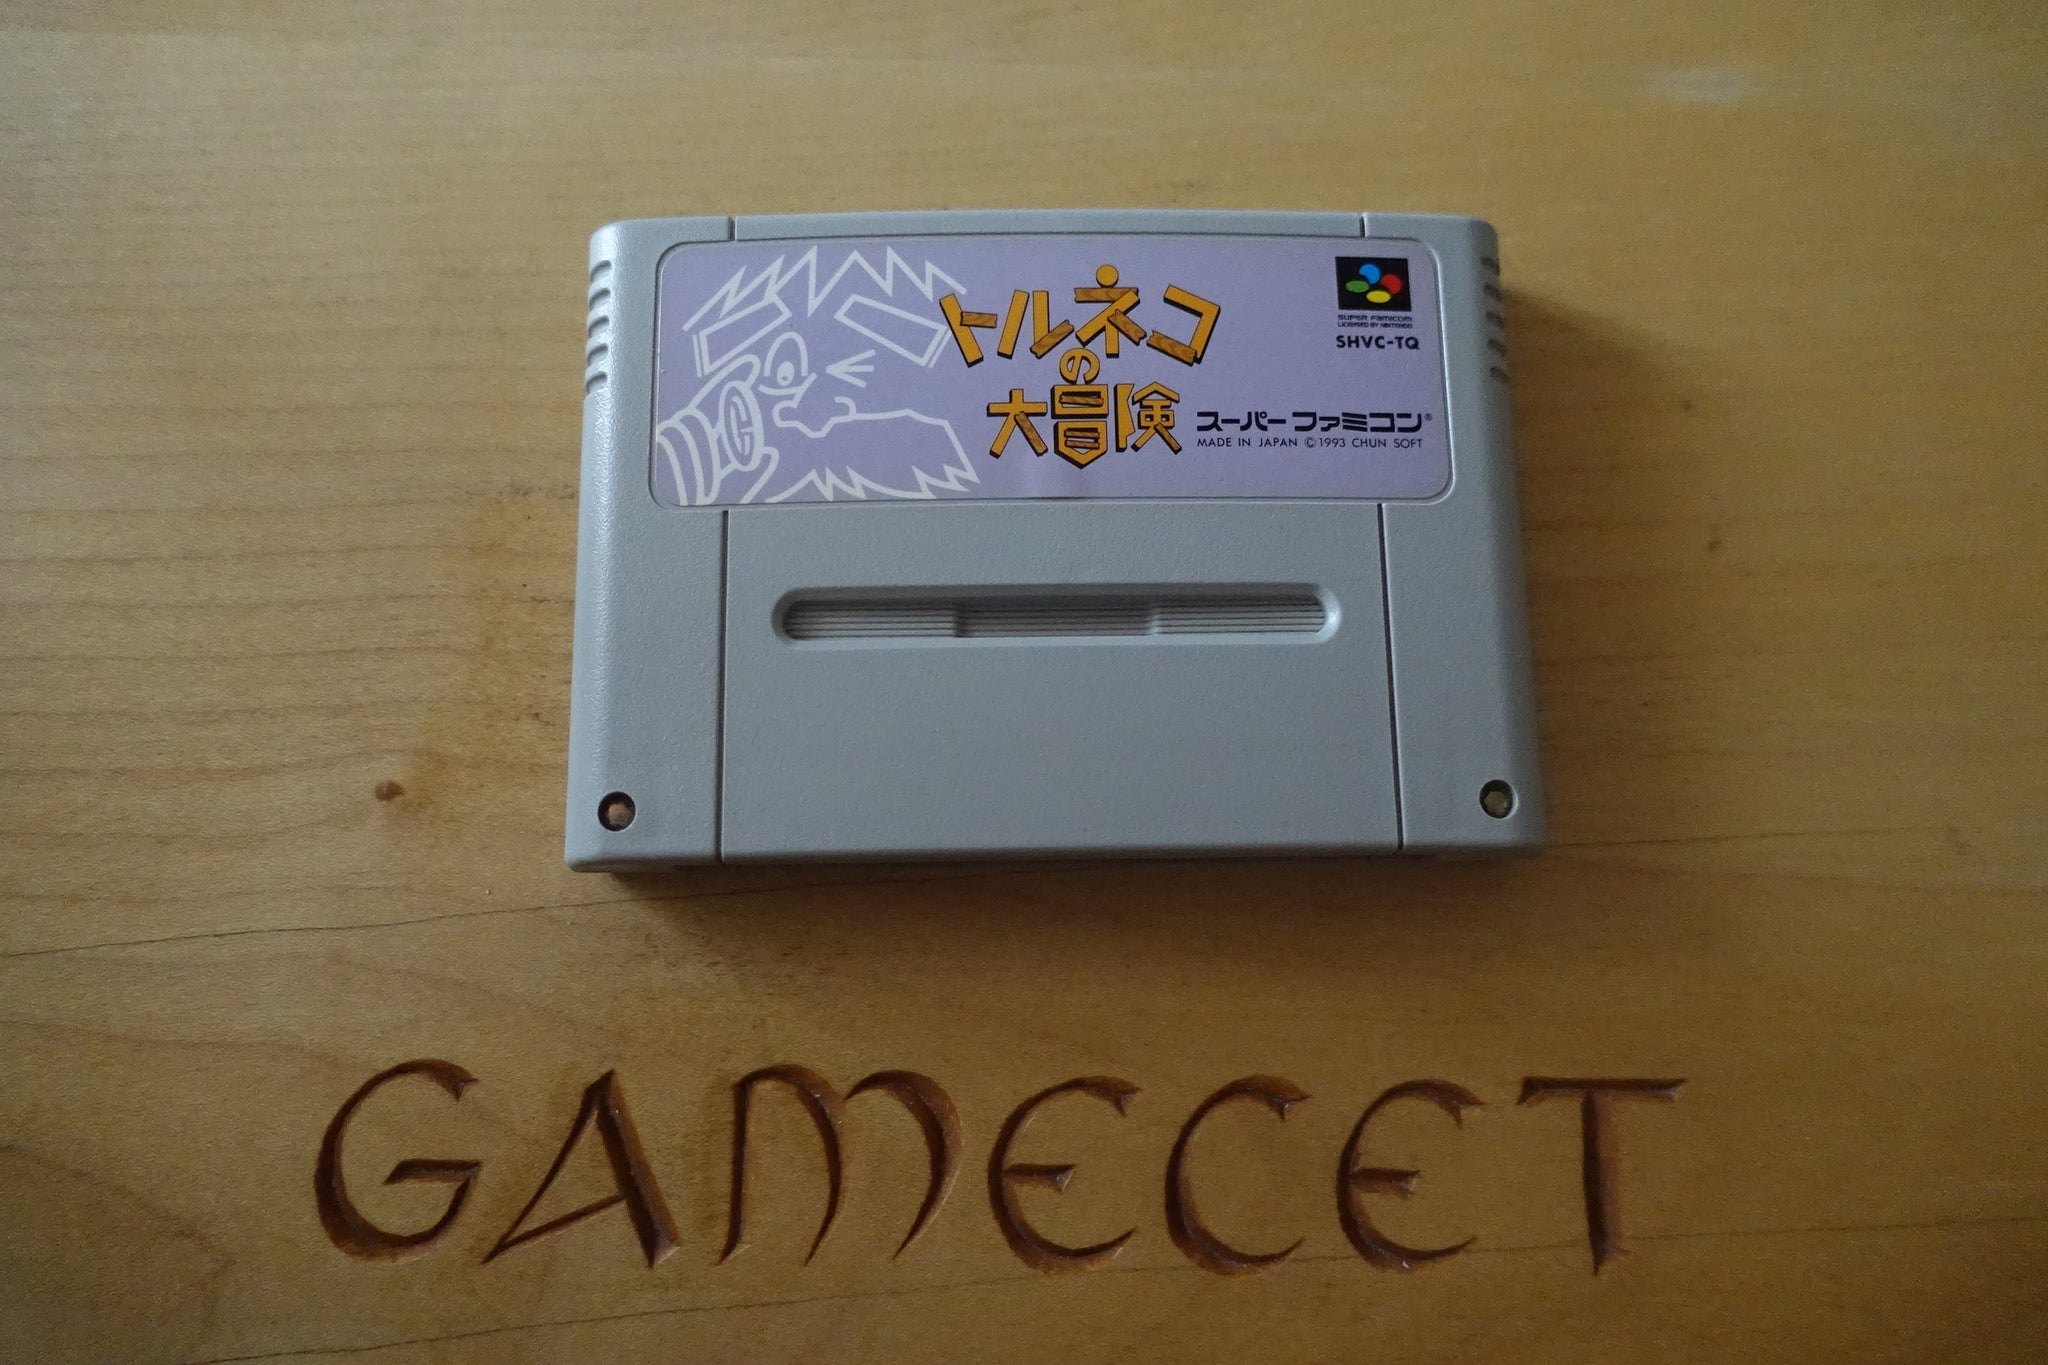 トルネコ
の
大冒険
SUPER FAMICOM
LICENSED BY NINTENDO
SHVC-TQ
スーパーファミコン®
MADE IN JAPAN ©1993 CHUN SOFT
GAMECET